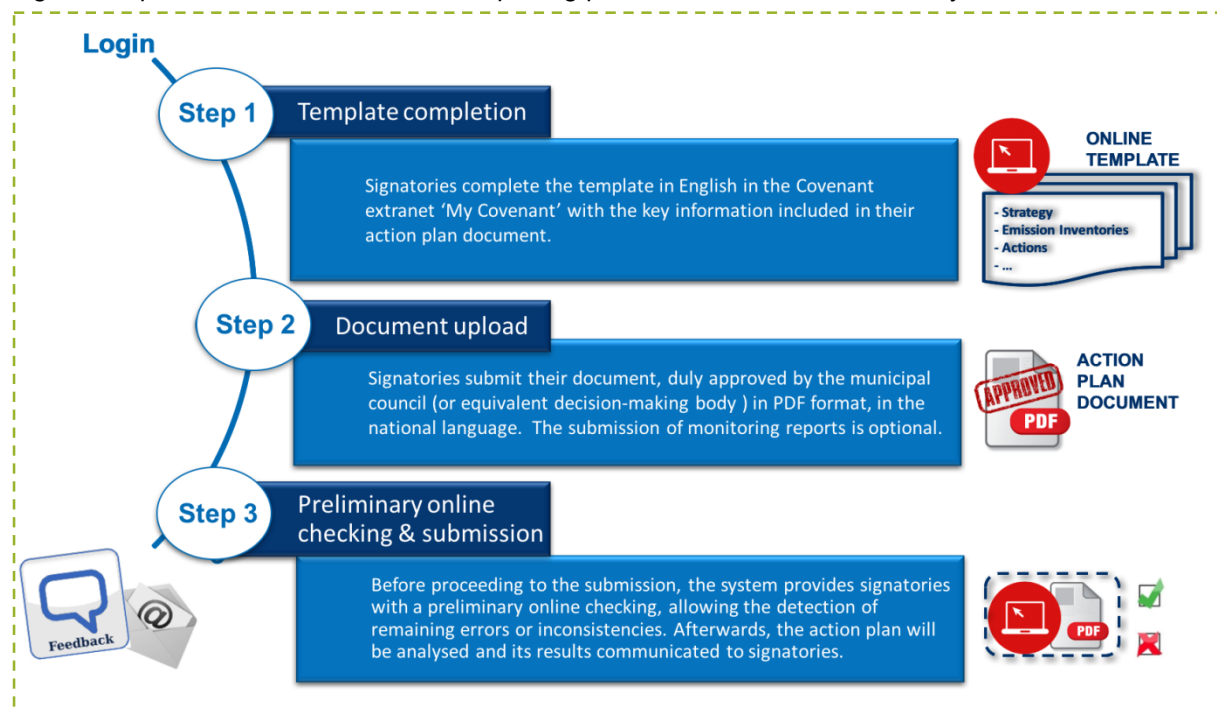 Login
Step 1
Template completion
Signatories complete the template in English in the Covenant
extranet ‘My Covenant’ with the key information included in their
action plan document.
ONLINE
TEMPLATE
- Strategy
- Emission Inventories
- Actions
- ...
Step 2
Document upload
Signatories submit their document, duly approved by the municipal
council (or equivalent decision-making body ) in PDF format, in the
national language. The submission of monitoring reports is optional.
APPROVED
PDF
ACTION
PLAN
DOCUMENT
Step 3
Preliminary online
checking & submission
Before proceeding to the submission, the system provides signatories
with a preliminary online checking, allowing the detection of
remaining errors or inconsistencies. Afterwards, the action plan will
be analysed and its results communicated to signatories.
Feedback
@
PDF